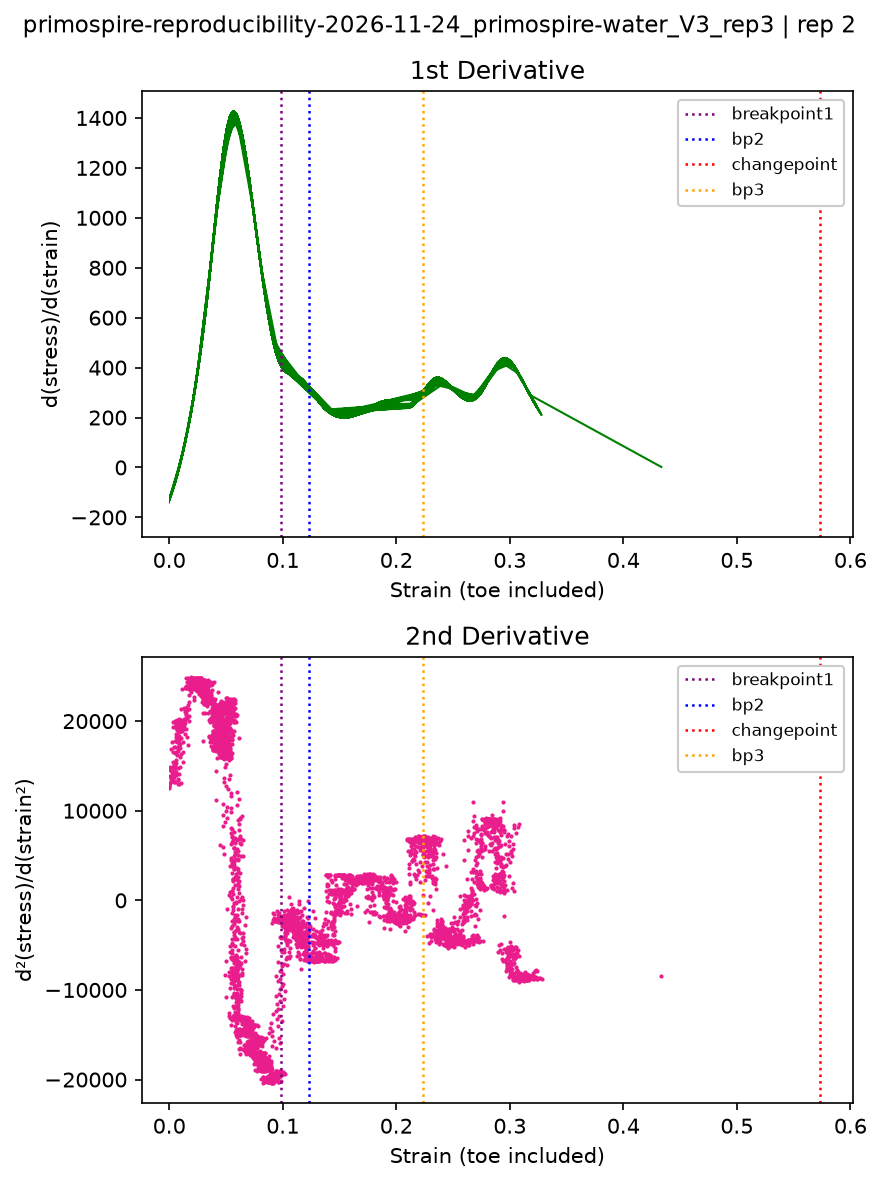 primospire-reproducibility-2026-11-24_primospire-water_V3_rep3 | rep 2
1st Derivative
d(stress)/d(strain)
1400
1200
1000
800
600
400
200
0
−200
breakpoint1
bp2
changepoint
bp3
0.0 0.1 0.2 0.3 0.4 0.5 0.6
Strain (toe included)
2nd Derivative
d²(stress)/d(strain²)
20000
10000
0
−10000
−20000
breakpoint1
bp2
changepoint
bp3
0.0 0.1 0.2 0.3 0.4 0.5 0.6
Strain (toe included)